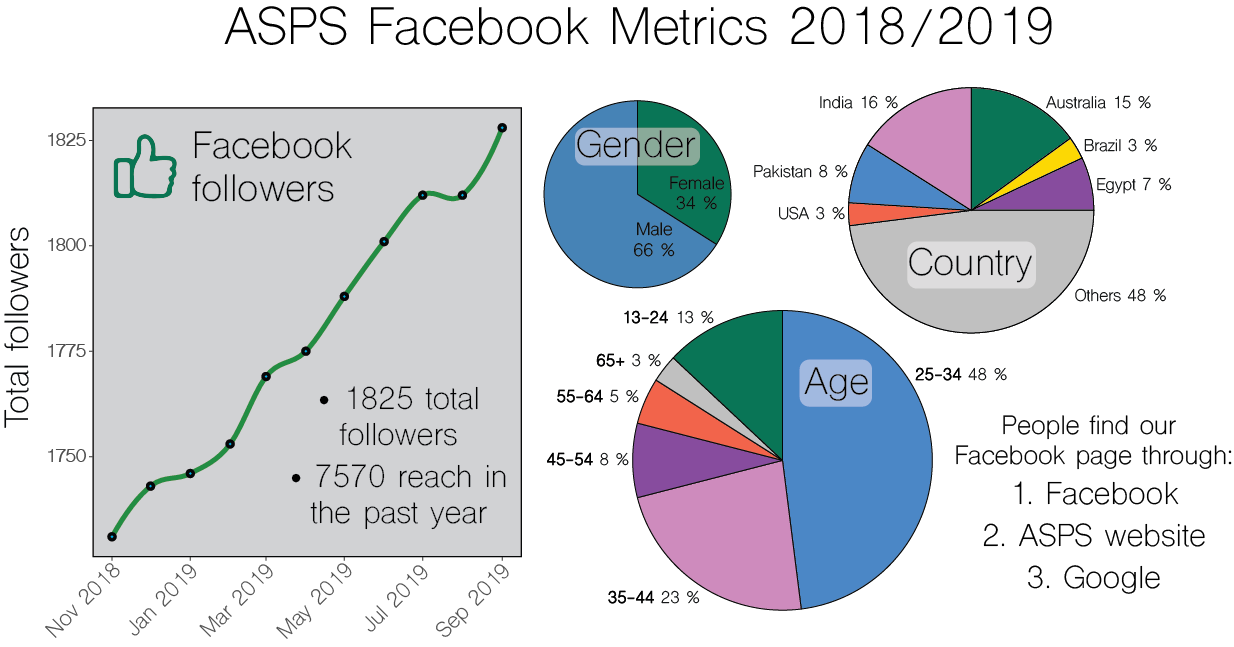 ASPS Facebook Metrics 2018/2019
Facebook
followers
Total followers
1825
1800
1775
1750
• 1825 total
followers
• 7570 reach in
the past year
Nov 2018
Jan 2019
Mar 2019
May 2019
Jul 2019
Sep 2019
Gender
Female
34 %
Male
66 %
India 16 %
Australia 15 %
Brazil 3 %
Pakistan 8 %
Egypt 7 %
USA 3 %
Country
Others 48 %
13-24 13 %
65+ 3 %
55-64 5 %
45-54 8 %
35-44 23 %
Age
25-34 48 %
People find our
Facebook page through:
1. Facebook
2. ASPS website
3. Google